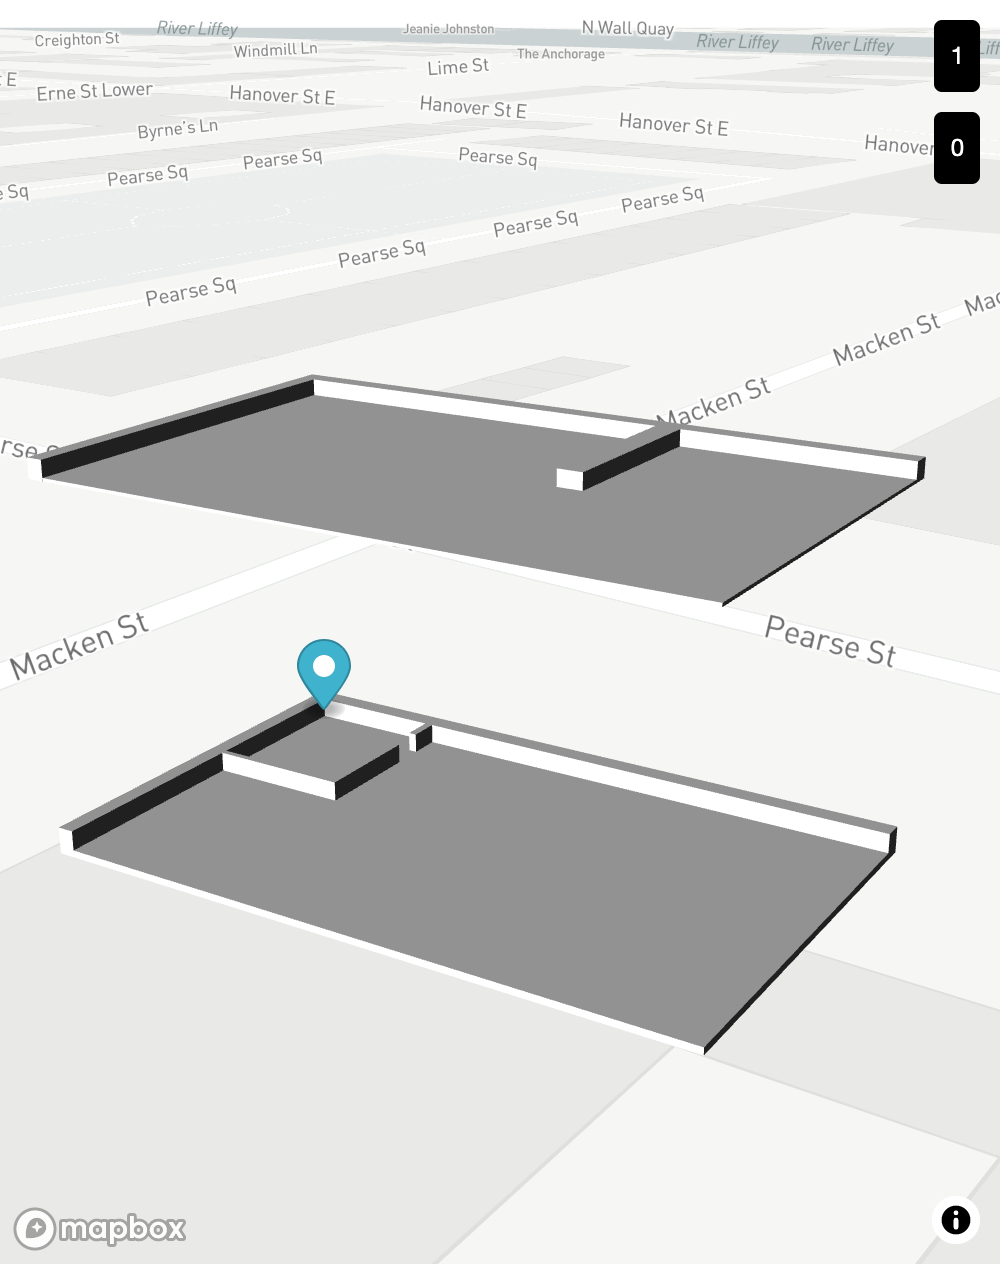 River Liffey
Jeanie Johnston
N Wall Quay
Creighton St
Windmill Ln
The Anchorage
River Liffey
River Liffey
Liff
1
t E
Erne St Lower
Hanover St E
Lime St
Hanover St E
Hanover St E
Hanover
0
Byrne's Ln
e Sq
Pearse Sq
Pearse Sq
Pearse Sq
Pearse Sq
Pearse Sq
Pearse Sq
Pearse Sq
Macken St
Mac
Macken St
rse
Macken St
Pearse St
mapbox
i